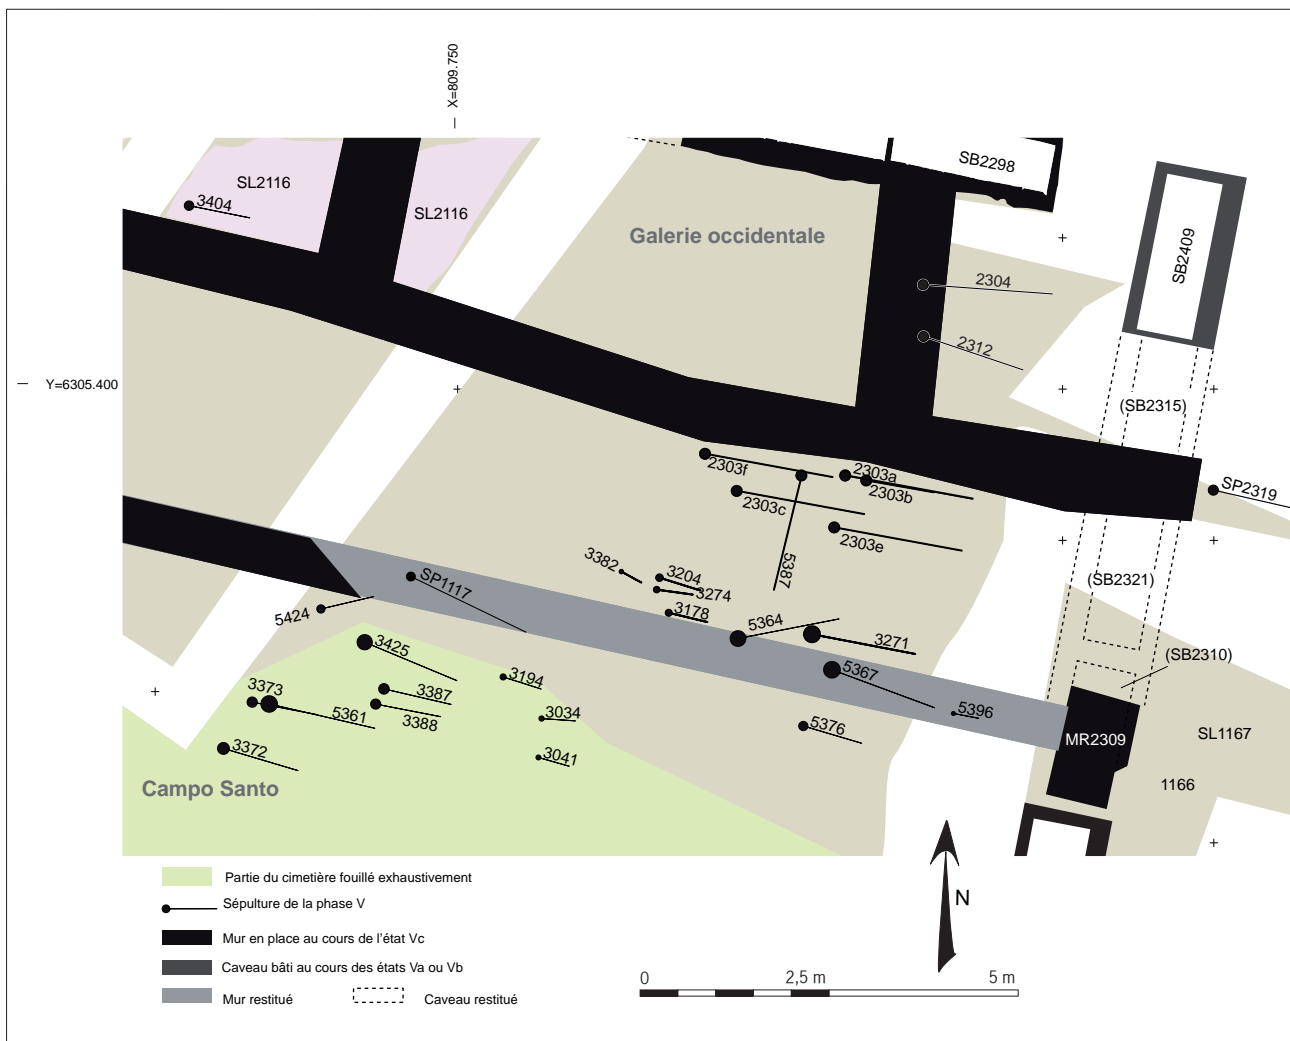 X=809.750
SB2298
SL2116
3404
SL2116
Galerie occidentale
SB2409
2304
2312
Y=6305.400
(SB2315)
2303f
2303a
2303b
SP2319
2303c
2303e
5387
3382
3204
3274
(SB2321)
SP1117
3178
5424
5364
3271
3425
(SB2310)
3194
5367
3373
3387
5361
3388
3034
5396
5376
3372
3041
MR2309
SL1167
1166
Campo Santo
Partie du cimetière fouillé exhaustivement
Sépulture de la phase V
Mur en place au cours de l'état Vc
Caveau bâti au cours des états Va ou Vb
Mur restitué
Caveau restitué
N
0
2,5 m
5 m